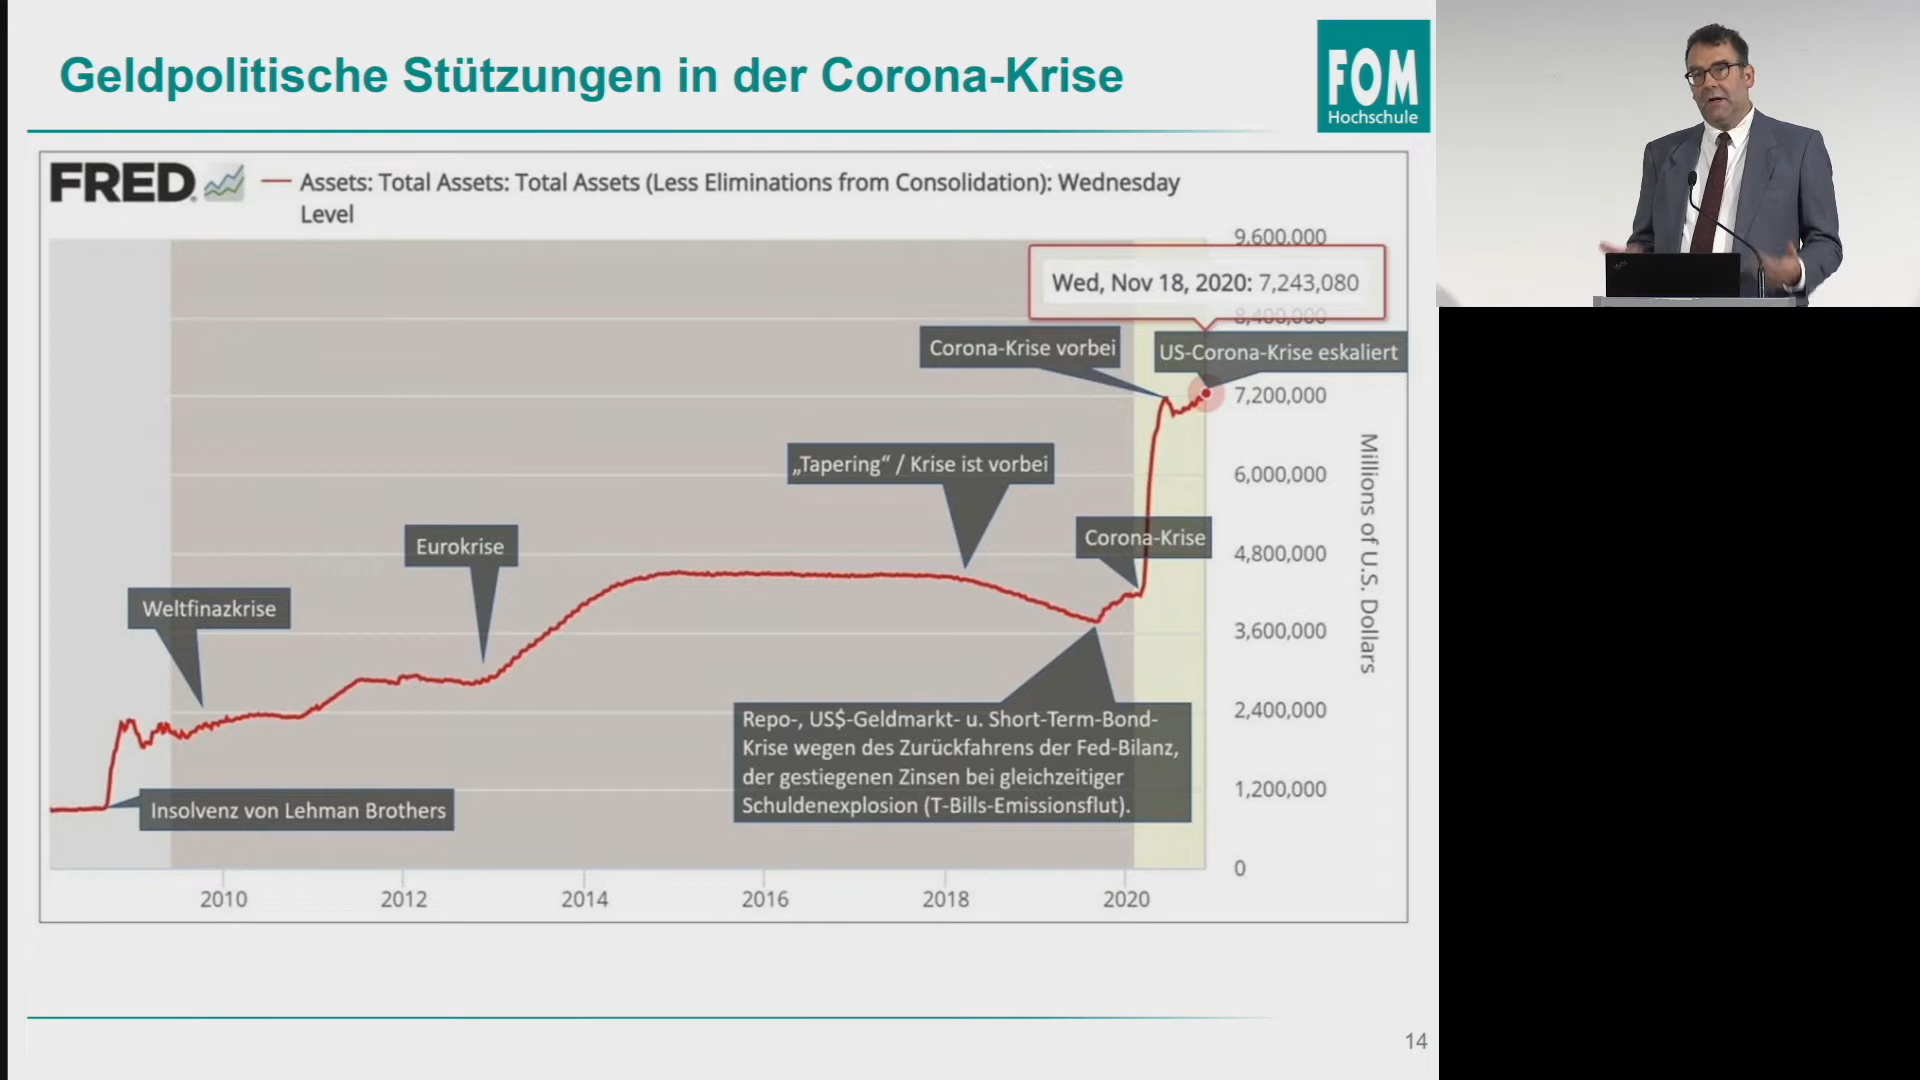 Geldpolitische Stützungen in der Corona-Krise
FOM
Hochschule
FRED
Assets: Total Assets: Total Assets (Less Eliminations from Consolidation): Wednesday
Level
9,600,000
Wed, Nov 18, 2020: 7,243,080
8,400,000
Corona-Krise vorbei
US-Corona-Krise eskaliert
7,200,000
„Tapering“ / Krise ist vorbei
6,000,000
Corona-Krise
Eurokrise
4,800,000
Millions of U.S. Dollars
Weltfinazkrise
3,600,000
Repo-, US$-Geldmarkt- u. Short-Term-Bond-
Krise wegen des Zurückfahrens der Fed-Bilanz,
der gestiegenen Zinsen bei gleichzeitiger
Schuldenexplosion (T-Bills-Emissionsflut).
2,400,000
1,200,000
Insolvenz von Lehman Brothers
0
2010
2012
2014
2016
2018
2020
14